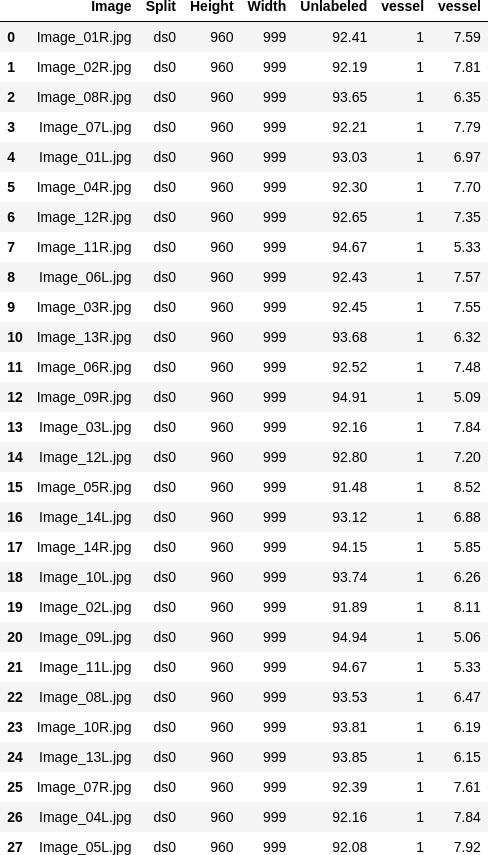 Image Split Height Width Unlabeled vessel vessel
0 Image_01R.jpg ds0 960 999 92.41 1 7.59
1 Image_02R.jpg ds0 960 999 92.19 1 7.81
2 Image_08R.jpg ds0 960 999 93.65 1 6.35
3 Image_07L.jpg ds0 960 999 92.21 1 7.79
4 Image_01L.jpg ds0 960 999 93.03 1 6.97
5 Image_04R.jpg ds0 960 999 92.30 1 7.70
6 Image_12R.jpg ds0 960 999 92.65 1 7.35
7 Image_11R.jpg ds0 960 999 94.67 1 5.33
8 Image_06L.jpg ds0 960 999 92.43 1 7.57
9 Image_03R.jpg ds0 960 999 92.45 1 7.55
10 Image_13R.jpg ds0 960 999 93.68 1 6.32
11 Image_06R.jpg ds0 960 999 92.52 1 7.48
12 Image_09R.jpg ds0 960 999 94.91 1 5.09
13 Image_03L.jpg ds0 960 999 92.16 1 7.84
14 Image_12L.jpg ds0 960 999 92.80 1 7.20
15 Image_05R.jpg ds0 960 999 91.48 1 8.52
16 Image_14L.jpg ds0 960 999 93.12 1 6.88
17 Image_14R.jpg ds0 960 999 94.15 1 5.85
18 Image_10L.jpg ds0 960 999 93.74 1 6.26
19 Image_02L.jpg ds0 960 999 91.89 1 8.11
20 Image_09L.jpg ds0 960 999 94.94 1 5.06
21 Image_11L.jpg ds0 960 999 94.67 1 5.33
22 Image_08L.jpg ds0 960 999 93.53 1 6.47
23 Image_10R.jpg ds0 960 999 93.81 1 6.19
24 Image_13L.jpg ds0 960 999 93.85 1 6.15
25 Image_07R.jpg ds0 960 999 92.39 1 7.61
26 Image_04L.jpg ds0 960 999 92.16 1 7.84
27 Image_05L.jpg ds0 960 999 92.08 1 7.92